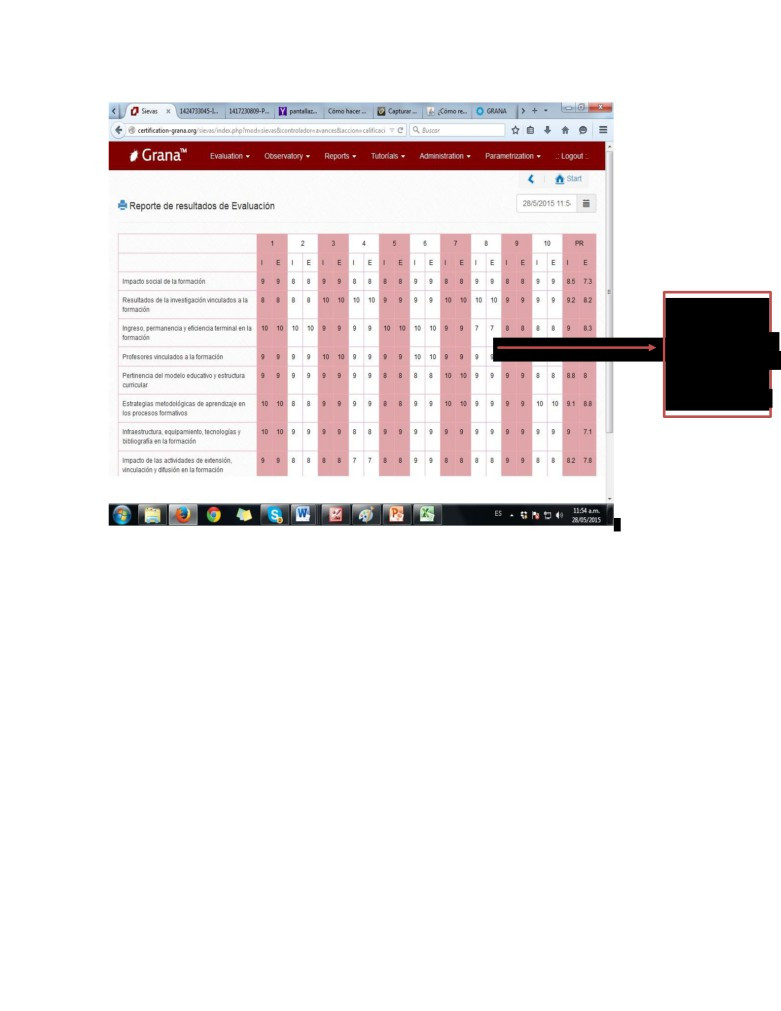 Sievas × 1424733045-I... 1417230809-P... pantallas... Cómo hacer ... Capturar ... ¿Cómo re... GRANA
certification-grana.org/sievas/index.php?mod=sievas&controlador=avances&accion=calificaci Buscar
Grana™ Evaluation Observatory Reports Tutorials Administration Parametrization .: Logout :.
Start
Reporte de resultados de Evaluación 28/5/2015 11:5-
1 2 3 4 5 6 7 8 9 10 PR
I E I E I E I E I E I E I E I E I E I E I E
Impacto social de la formación 9 9 8 8 9 9 8 8 8 8 9 9 8 8 9 9 8 8 9 9 8.5 7.3
Resultados de la investigación vinculados a la 8 8 8 8 10 10 10 10 9 9 9 9 10 10 10 10 9 9 9 9 9.2 8.2
formación
Ingreso, permanencia y eficiencia terminal en la 10 10 10 10 9 9 9 9 10 10 10 10 9 9 7 7 8 8 8 8 9 8.3
formación
Profesores vinculados a la formación 9 9 9 9 10 10 9 9 9 9 10 10 9 9 9
Pertinencia del modelo educativo y estructura 9 9 9 9 9 9 9 9 8 8 8 8 10 10 9 9 9 9 8 8 8.8 8
curricular
Estrategias metodológicas de aprendizaje en 10 10 8 8 9 9 9 9 8 8 9 9 10 10 9 9 9 9 10 10 9.1 8.8
los procesos formativos
Infraestructura, equipamiento, tecnologías y 10 10 9 9 9 9 8 8 9 9 9 9 9 9 9 9 9 9 9 9 9 7.1
bibliografía en la formación
Impacto de las actividades de extensión, 9 9 8 8 8 8 7 7 8 8 9 9 8 8 8 8 9 9 8 8 8.2 7.8
vinculación y difusión en la formación
ES 11:54 a.m.
28/05/2015